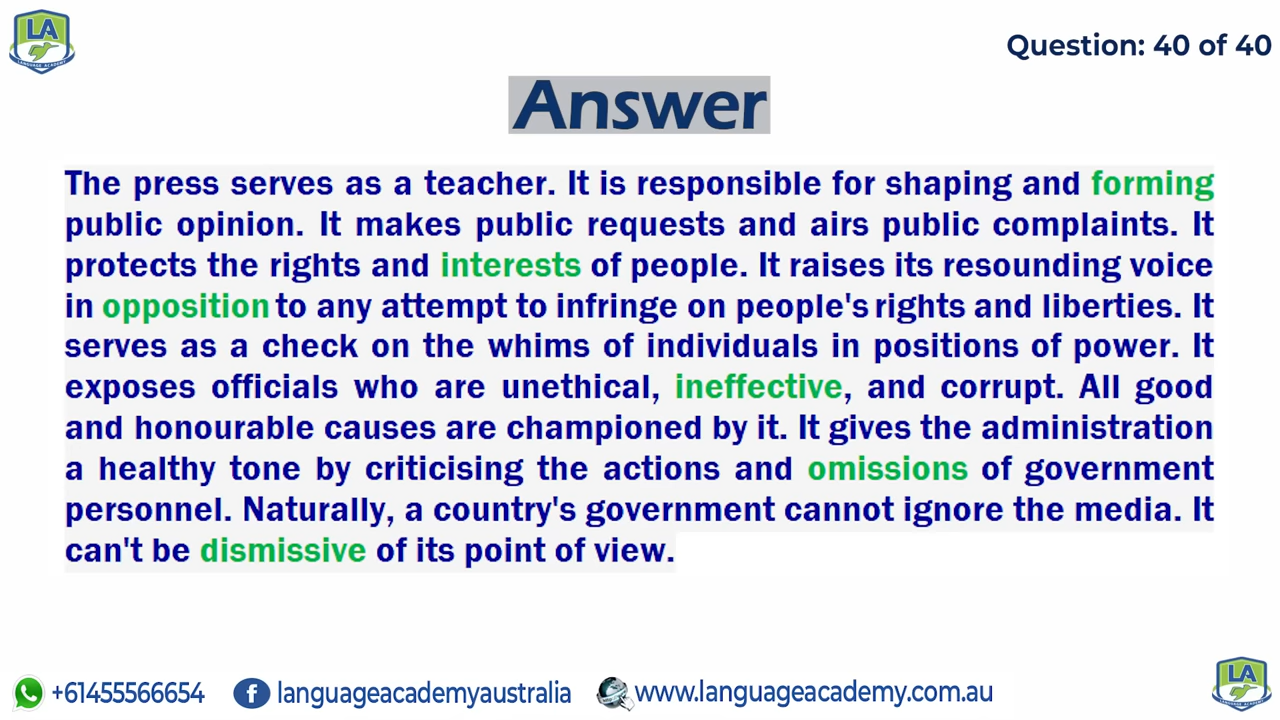 LA
LANGUAGE ACADEMY
Question: 40 of 40
Answer
The press serves as a teacher. It is responsible for shaping and forming
public opinion. It makes public requests and airs public complaints. It
protects the rights and interests of people. It raises its resounding voice
in opposition to any attempt to infringe on people's rights and liberties. It
serves as a check on the whims of individuals in positions of power. It
exposes officials who are unethical, ineffective, and corrupt. All good
and honourable causes are championed by it. It gives the administration
a healthy tone by criticising the actions and omissions of government
personnel. Naturally, a country's government cannot ignore the media. It
can't be dismissive of its point of view.
+61455566654 languageacademyaustralia www.languageacademy.com.au
LA
LANGUAGE ACADEMY